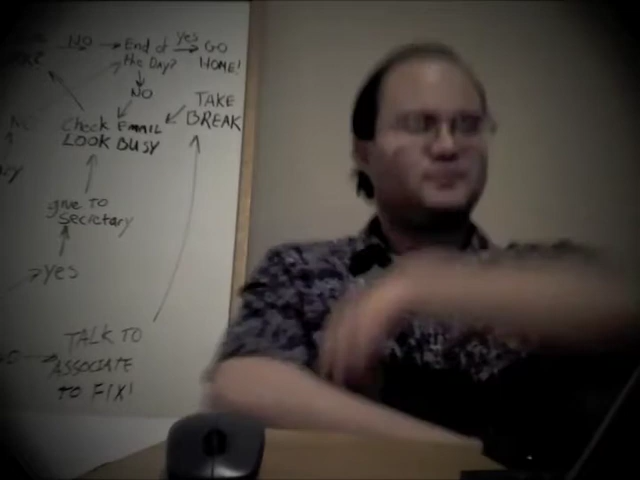 NO
End of
the Day?
yes
GO
HOME!
NO
TAKE
BREAK
Check EMAIL
LOOK BUSY
give TO
Secretary
yes
TALK TO
ASSOCIATE
TO FIX!